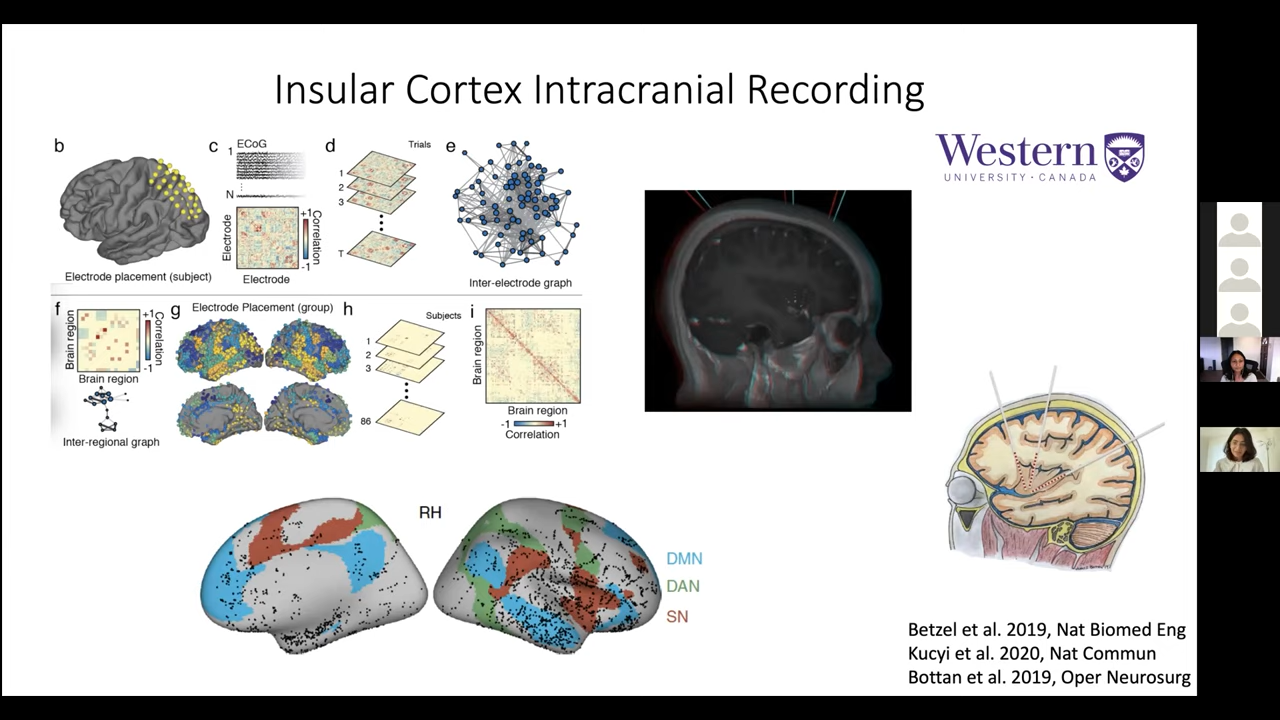 Insular Cortex Intracranial Recording
Western
UNIVERSITY · CANADA
b
c
ECoG
1
N
Electrode
Electrode
+1
Correlation
-1
d
Trials
1
2
3
T
e
Electrode placement (subject)
Inter-electrode graph
f
Brain region
Brain region
+1
Correlation
-1
Inter-regional graph
g
Electrode Placement (group)
h
Subjects
1
2
3
86
i
Brain region
Brain region
-1
+1
Correlation
RH
DMN
DAN
SN
Betzel et al. 2019, Nat Biomed Eng
Kucyi et al. 2020, Nat Commun
Bottan et al. 2019, Oper Neurosurg